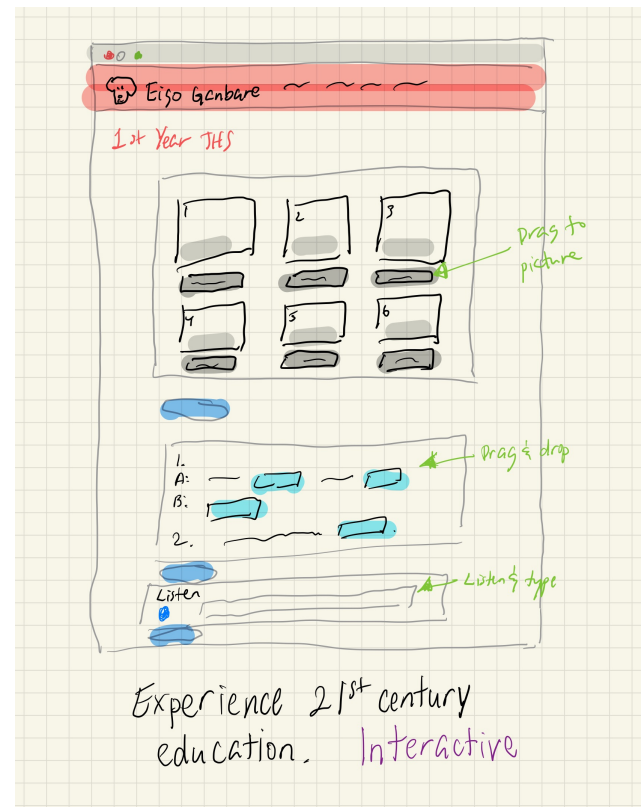 Eigo Ganbare
1st Year JHS
1 2 3
Drag to
picture
4 5 6
Drag & drop
1.
A:
B:
2.
Listen & type
Listen
Experience 21st century
education. Interactive